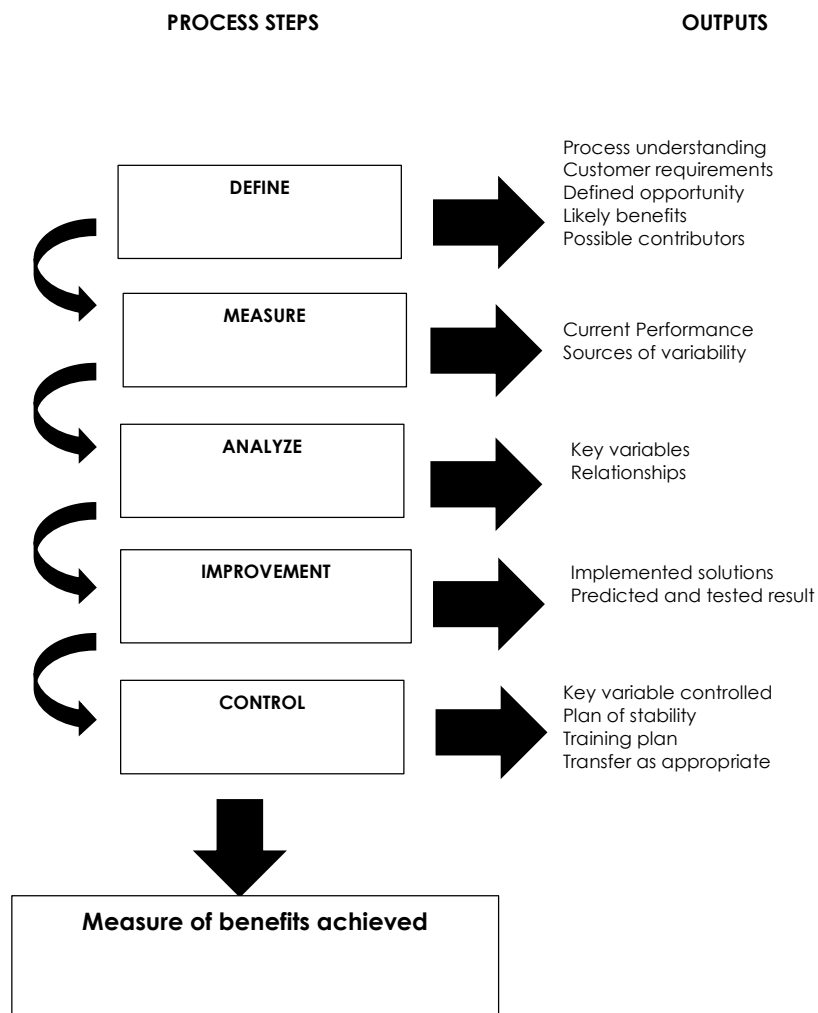 PROCESS STEPS
OUTPUTS
DEFINE
Process understanding
Customer requirements
Defined opportunity
Likely benefits
Possible contributors
MEASURE
Current Performance
Sources of variability
ANALYZE
Key variables
Relationships
IMPROVEMENT
Implemented solutions
Predicted and tested result
CONTROL
Key variable controlled
Plan of stability
Training plan
Transfer as appropriate
Measure of benefits achieved